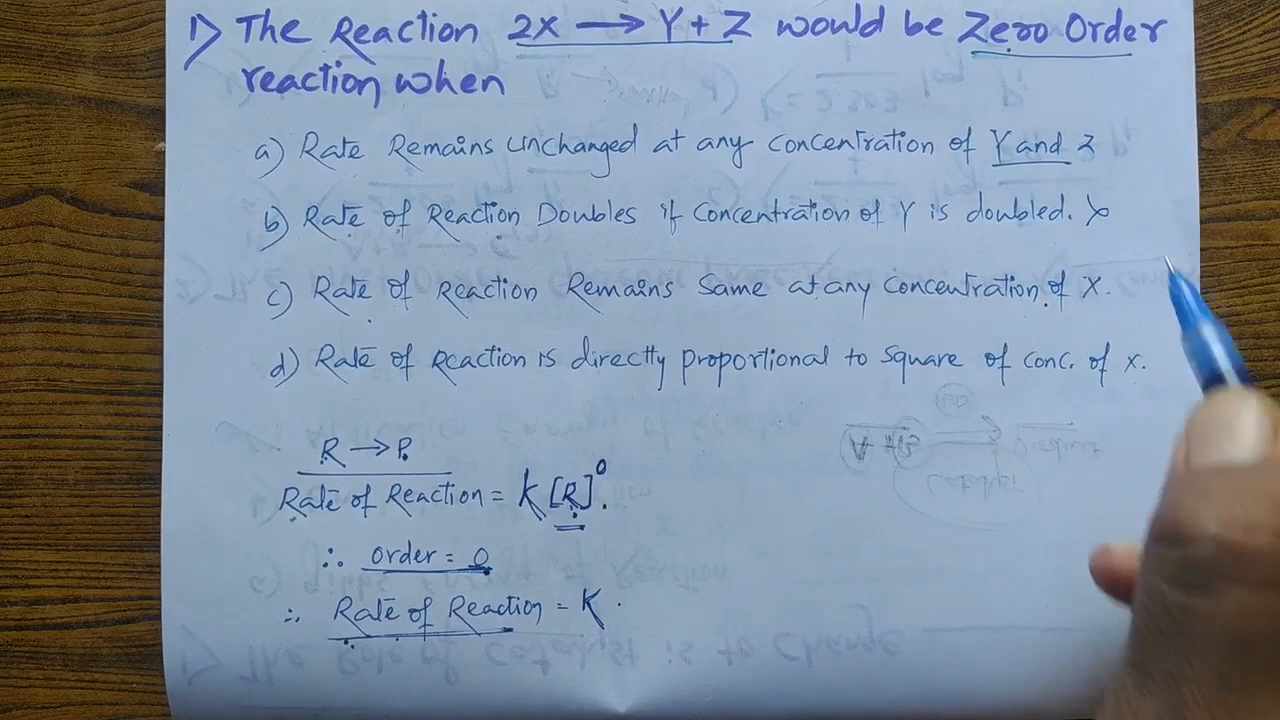 1) The Reaction 2X → Y + Z would be Zero Order
reaction when
a) Rate Remains Unchanged at any Concentration of Y and Z
b) Rate of Reaction Doubles if Concentration of Y is doubled.
c) Rate of Reaction Remains Same at any Concentration of X.
d) Rate of Reaction is directly proportional to Square of Conc. of X.
R → P
Rate of Reaction = K [R]⁰.
∴ Order = 0
∴ Rate of Reaction = K.